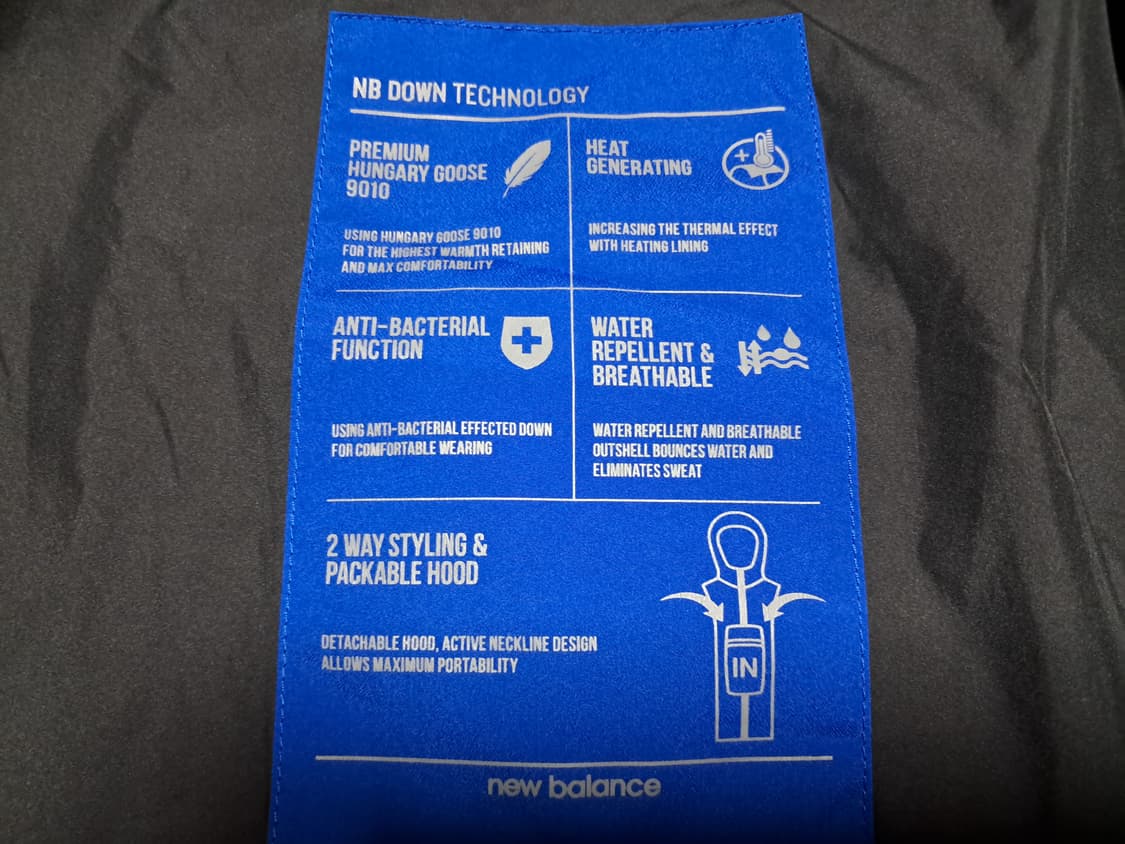 NB DOWN TECHNOLOGY
PREMIUM
HUNGARY GOOSE
9010
USING HUNGARY GOOSE 9010
FOR THE HIGHEST WARMTH RETAINING
AND MAX COMFORTABILITY
HEAT
GENERATING
INCREASING THE THERMAL EFFECT
WITH HEATING LINING
ANTI-BACTERIAL
FUNCTION
USING ANTI-BACTERIAL EFFECTED DOWN
FOR COMFORTABLE WEARING
WATER
REPELLENT &
BREATHABLE
WATER REPELLENT AND BREATHABLE
OUTSHELL BOUNCES WATER AND
ELIMINATES SWEAT
2 WAY STYLING &
PACKABLE HOOD
DETACHABLE HOOD, ACTIVE NECKLINE DESIGN
ALLOWS MAXIMUM PORTABILITY
IN
new balance